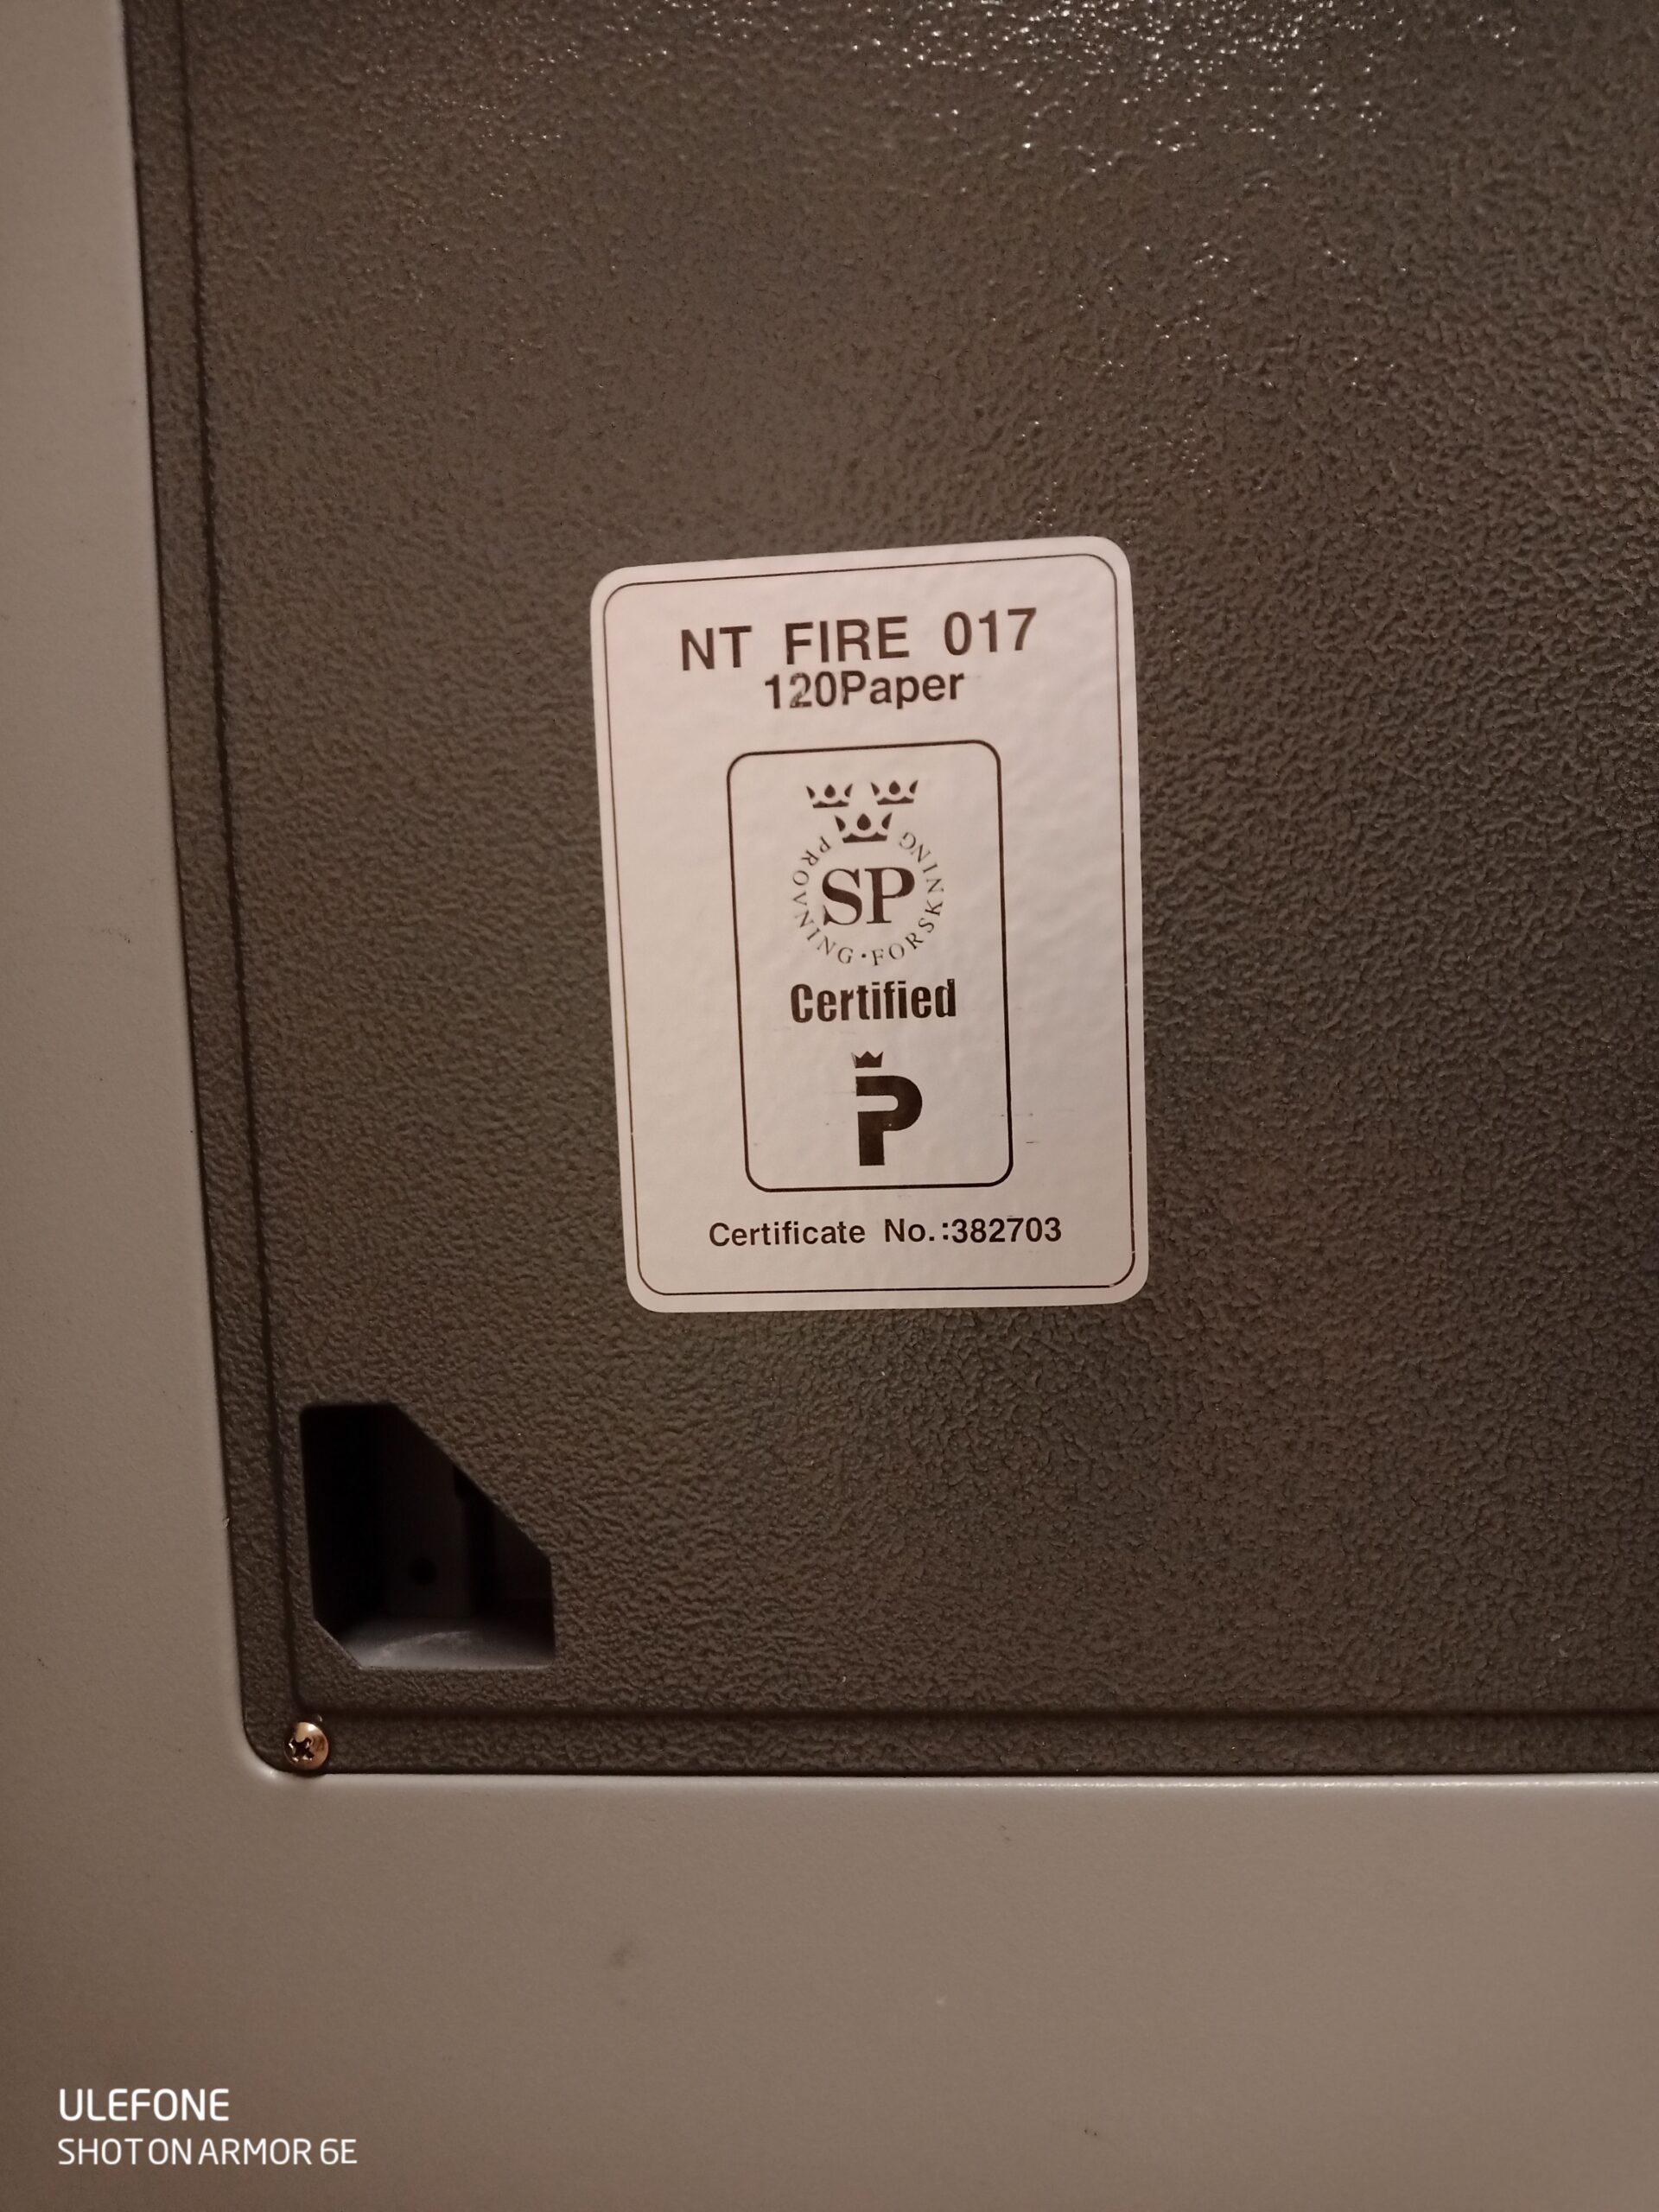 NT FIRE 017
120Paper
PROVNING · FORSKNING
SP
Certified
P
Certificate No.:382703
ULEFONE
SHOT ON ARMOR 6E